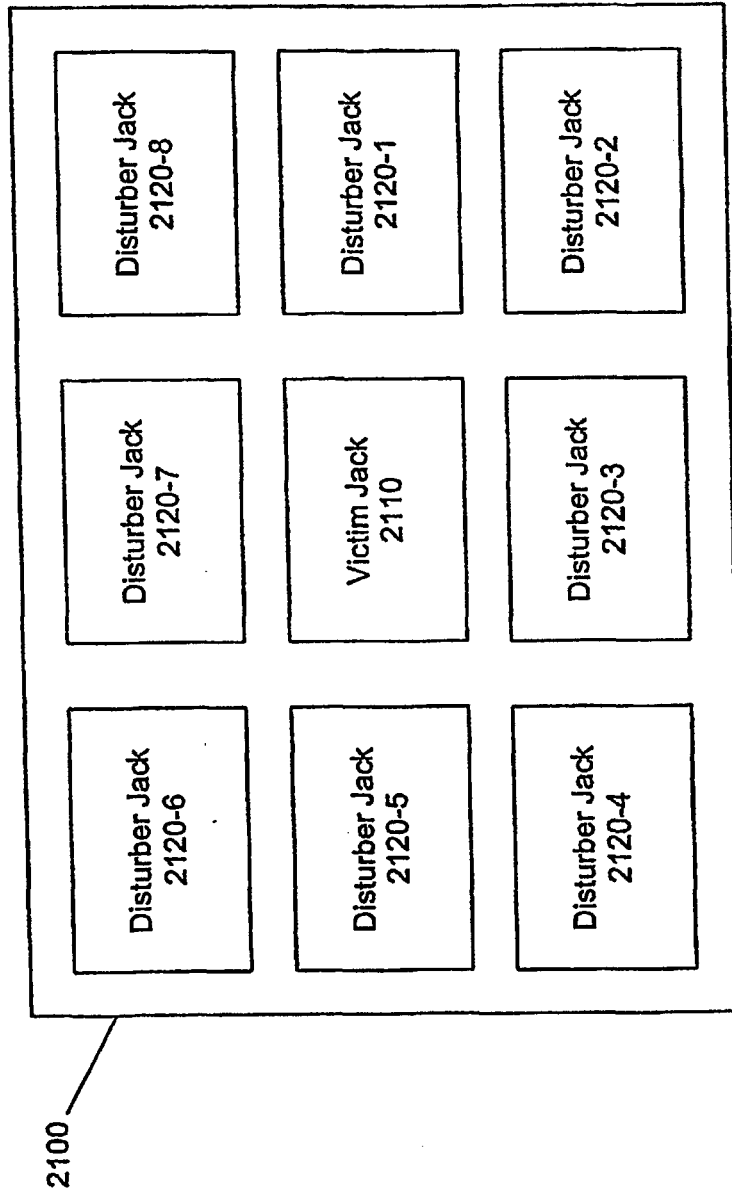 2100
Disturber Jack
2120-6
Disturber Jack
2120-7
Disturber Jack
2120-8
Disturber Jack
2120-5
Victim Jack
2110
Disturber Jack
2120-1
Disturber Jack
2120-4
Disturber Jack
2120-3
Disturber Jack
2120-2